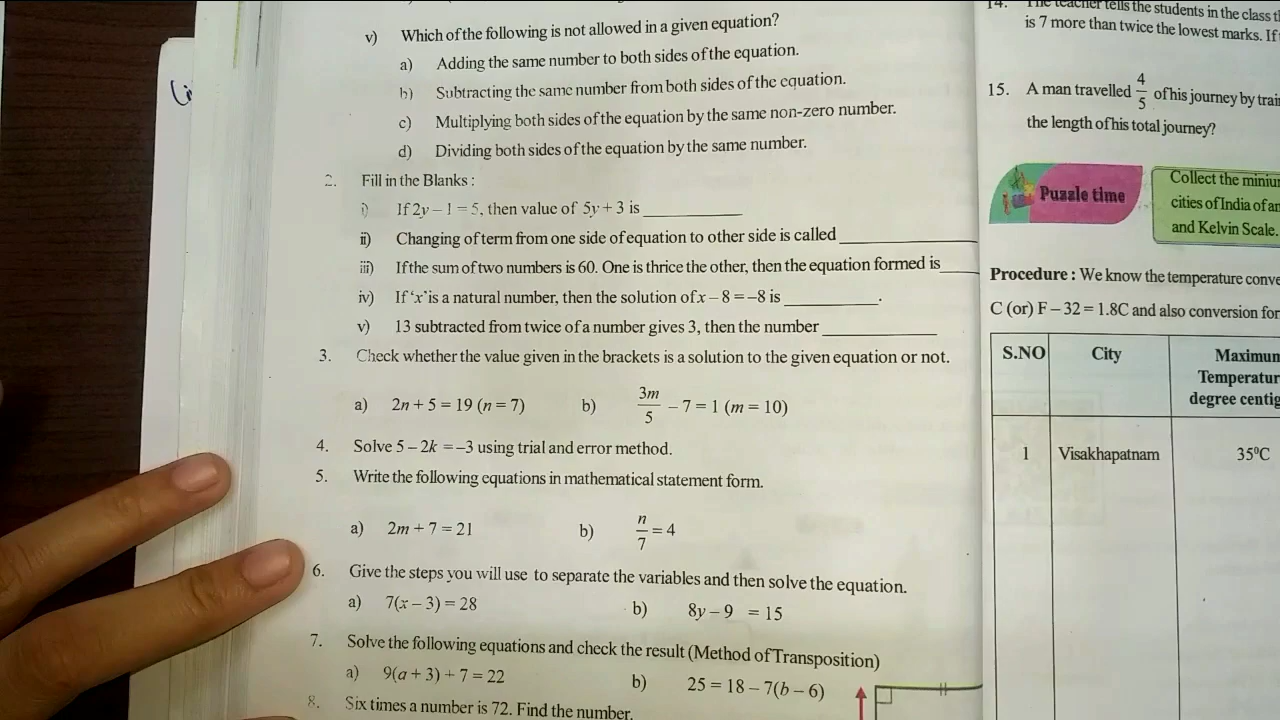 v) Which of the following is not allowed in a given equation?
a) Adding the same number to both sides of the equation.
b) Subtracting the same number from both sides of the equation.
c) Multiplying both sides of the equation by the same non-zero number.
d) Dividing both sides of the equation by the same number.
2. Fill in the Blanks :
i) If 2y – 1 = 5, then value of 5y + 3 is ____________
ii) Changing of term from one side of equation to other side is called ____________
iii) If the sum of two numbers is 60. One is thrice the other, then the equation formed is____
iv) If ‘x’ is a natural number, then the solution of x – 8 = –8 is ____________.
v) 13 subtracted from twice of a number gives 3, then the number ____________
3. Check whether the value given in the brackets is a solution to the given equation or not.
a) 2n + 5 = 19 (n = 7) b) 3m/5 – 7 = 1 (m = 10)
4. Solve 5 – 2k = –3 using trial and error method.
5. Write the following equations in mathematical statement form.
a) 2m + 7 = 21 b) n/7 = 4
6. Give the steps you will use to separate the variables and then solve the equation.
a) 7(x – 3) = 28 b) 8y – 9 = 15
7. Solve the following equations and check the result (Method of Transposition)
a) 9(a + 3) + 7 = 22 b) 25 = 18 – 7(b – 6)
8. Six times a number is 72. Find the number.
14. The teacher tells the students in the class
is 7 more than twice the lowest marks. If
15. A man travelled 4/5 of his journey by
the length of his total journey?
Puzzle time
Collect the
cities of India of
and Kelvin Scale.
Procedure : We know the temperature
C (or) F – 32 = 1.8C and also conversion
S.NO City
Temperatur
degree
1 Visakhapatnam 35⁰C